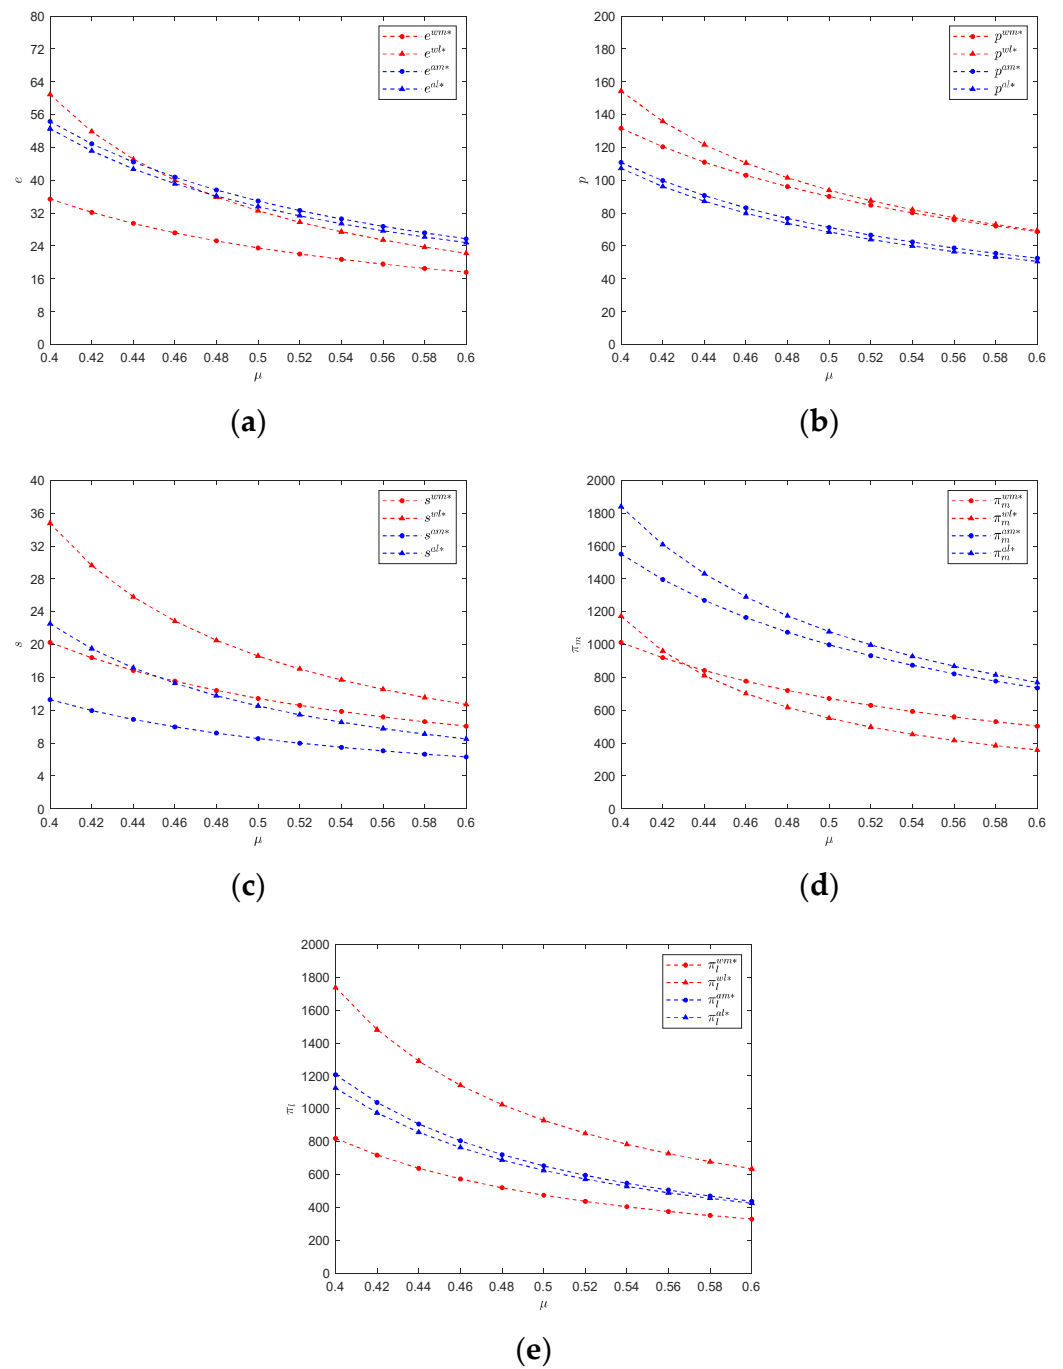 80
72
64
56
48
40
32
24
16
8
0
e
0.4 0.42 0.44 0.46 0.48 0.5 0.52 0.54 0.56 0.58 0.6
μ
e^{wm*}
e^{wl*}
e^{am*}
e^{al*}
(a)
200
180
160
140
120
100
80
60
40
20
0
p
0.4 0.42 0.44 0.46 0.48 0.5 0.52 0.54 0.56 0.58 0.6
μ
p^{wm*}
p^{wl*}
p^{am*}
p^{al*}
(b)
40
36
32
28
24
20
16
12
8
4
0
s
0.4 0.42 0.44 0.46 0.48 0.5 0.52 0.54 0.56 0.58 0.6
μ
s^{wm*}
s^{wl*}
s^{am*}
s^{al*}
(c)
2000
1800
1600
1400
1200
1000
800
600
400
200
0
π_m
0.4 0.42 0.44 0.46 0.48 0.5 0.52 0.54 0.56 0.58 0.6
μ
π_m^{wm*}
π_m^{wl*}
π_m^{am*}
π_m^{al*}
(d)
2000
1800
1600
1400
1200
1000
800
600
400
200
0
π_l
0.4 0.42 0.44 0.46 0.48 0.5 0.52 0.54 0.56 0.58 0.6
μ
π_l^{wm*}
π_l^{wl*}
π_l^{am*}
π_l^{al*}
(e)